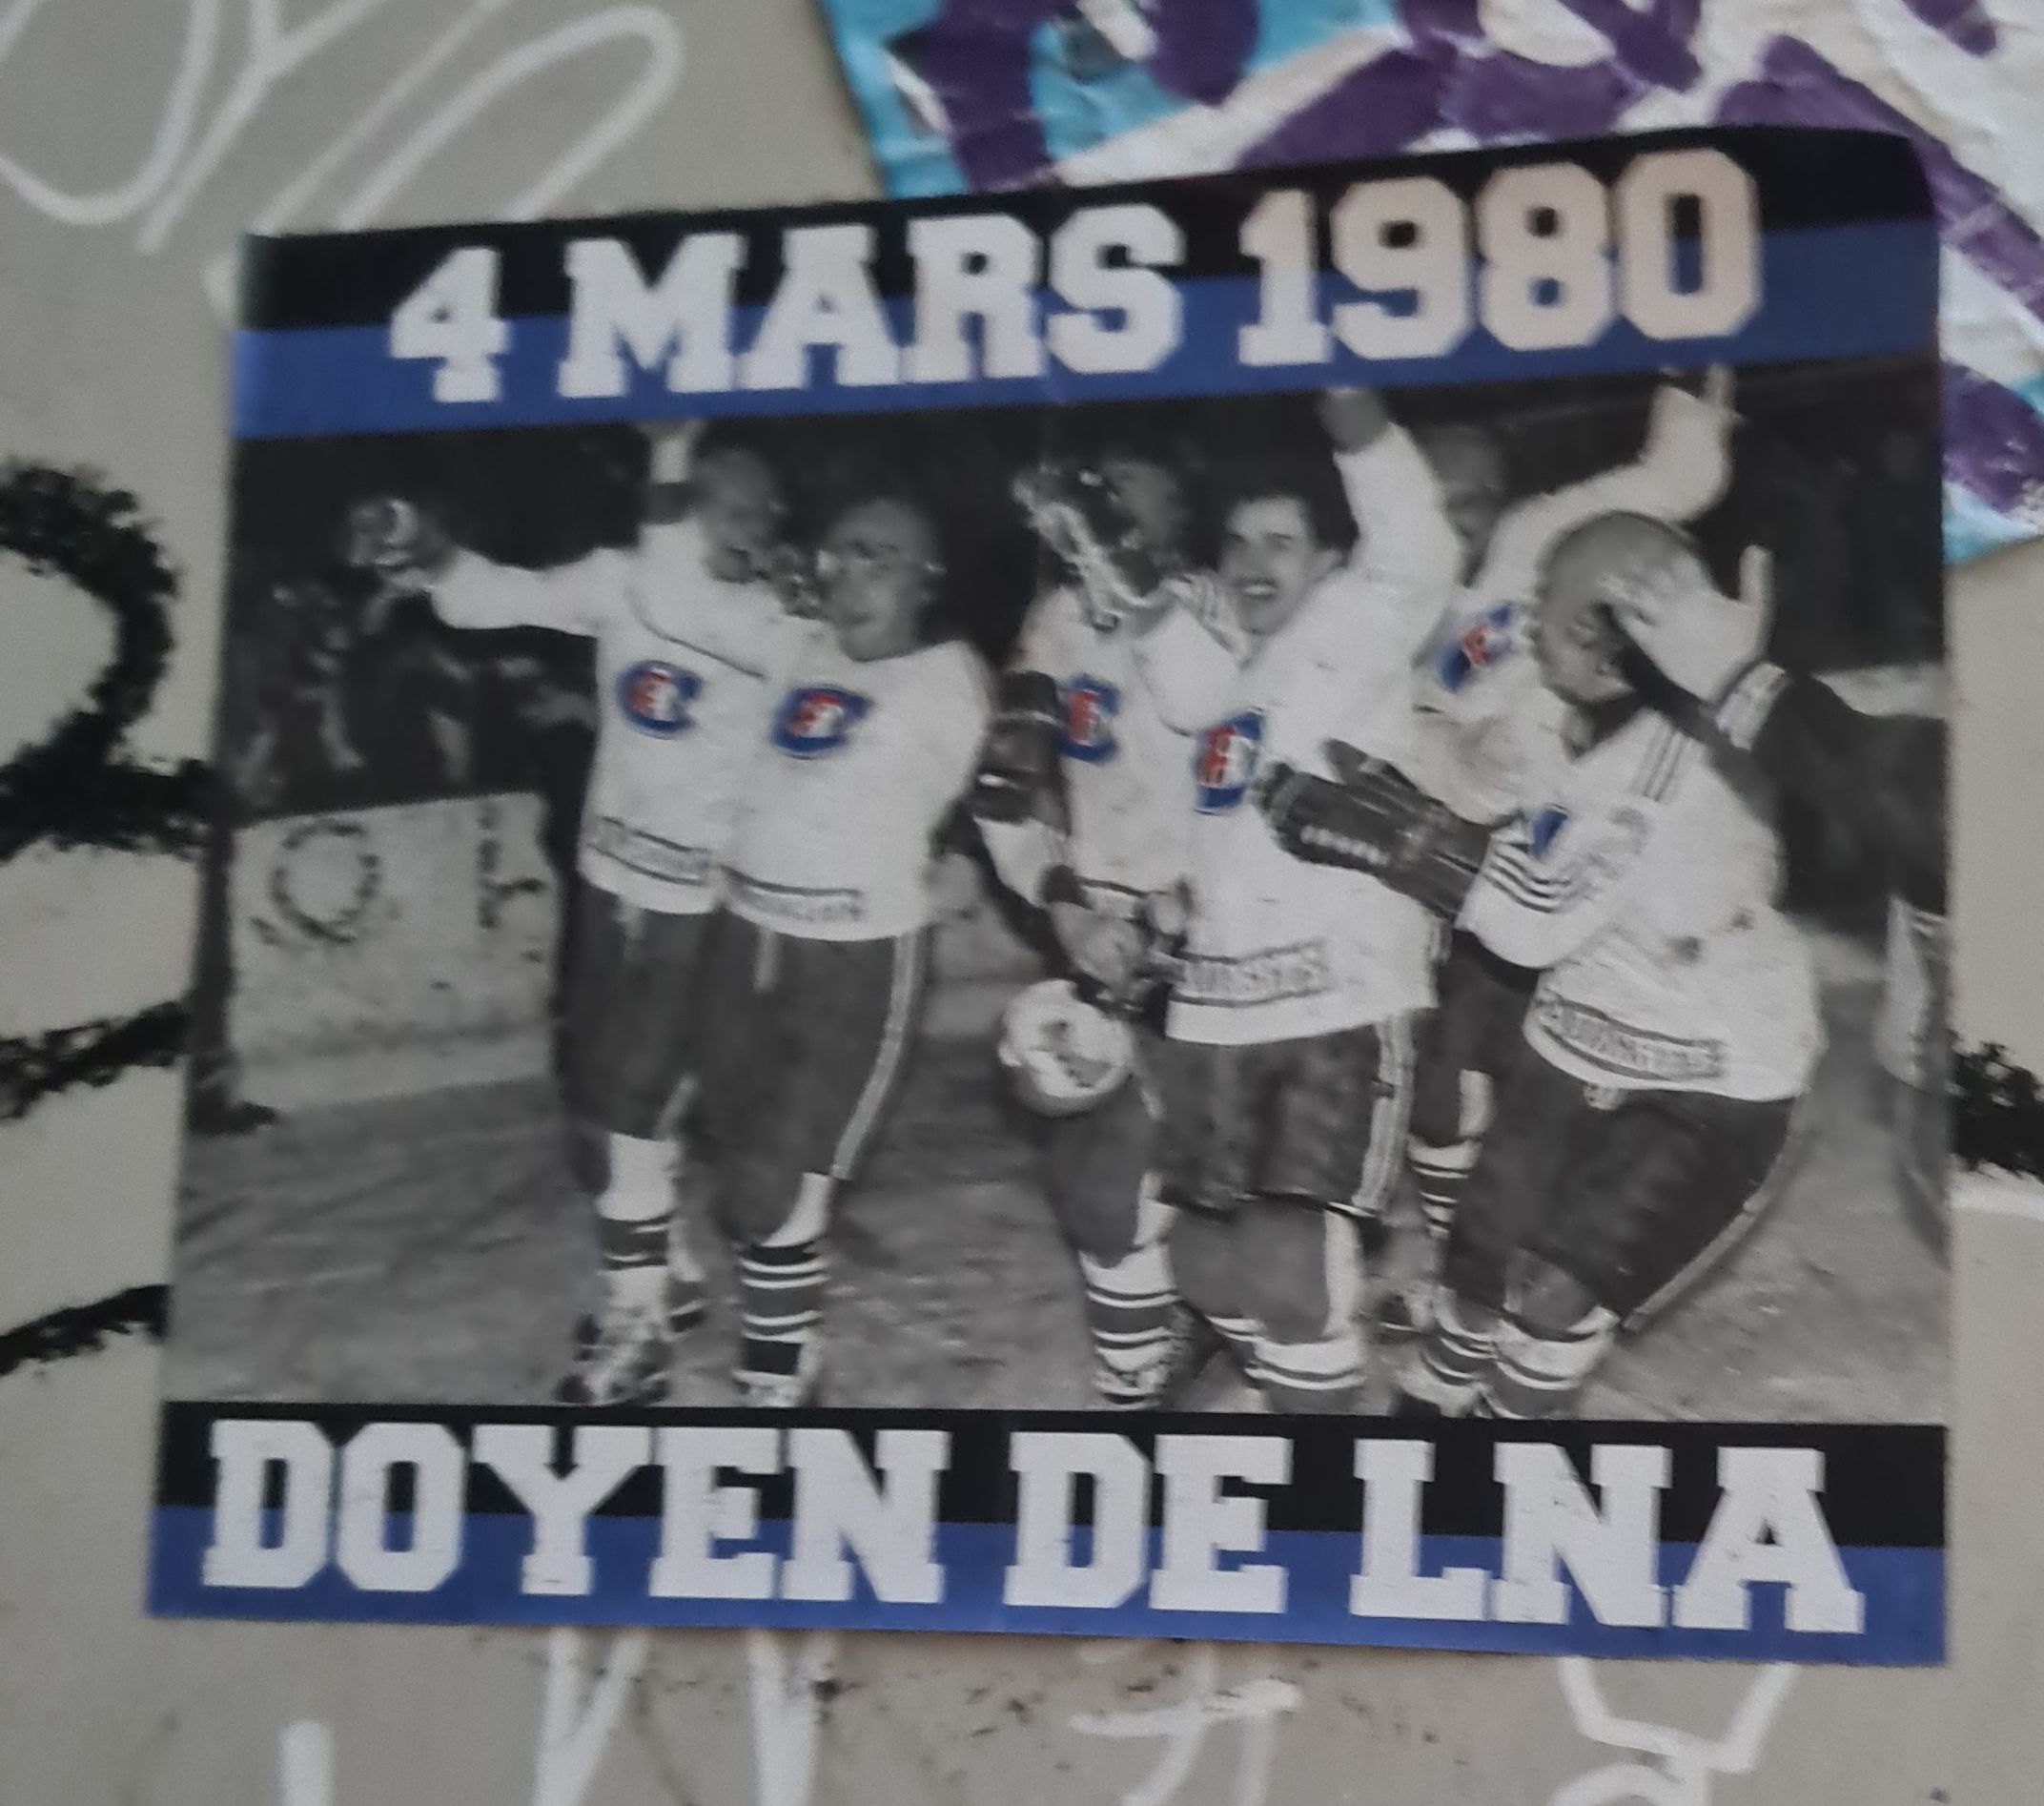 4 MARS 1980
DOYEN DE LNA